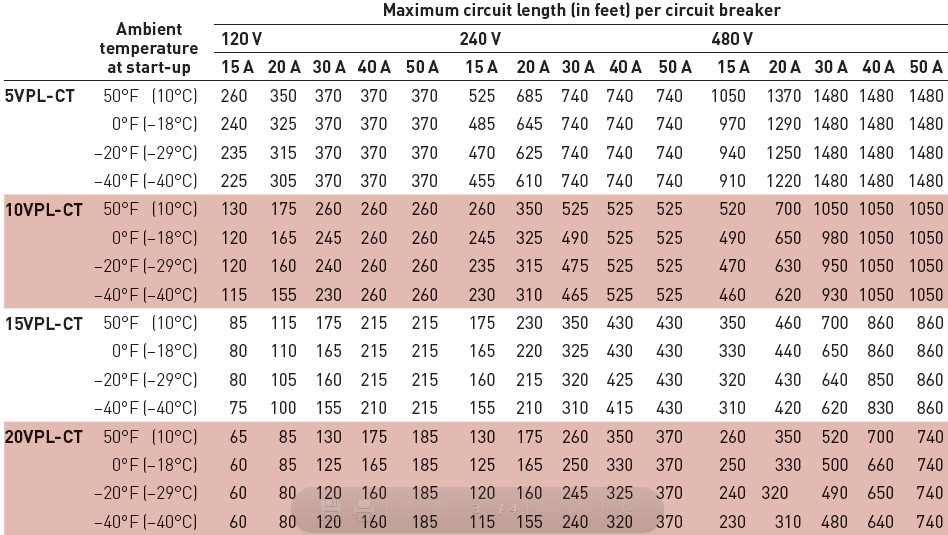 Maximum circuit length (in feet) per circuit breaker
Ambient temperature at start-up 120 V 240 V 480 V
15 A 20 A 30 A 40 A 50 A 15 A 20 A 30 A 40 A 50 A 15 A 20 A 30 A 40 A 50 A
5VPL-CT 50°F (10°C) 260 350 370 370 370 525 685 740 740 740 1050 1370 1480 1480 1480
0°F (–18°C) 240 325 370 370 370 485 645 740 740 740 970 1290 1480 1480 1480
–20°F (–29°C) 235 315 370 370 370 470 625 740 740 740 940 1250 1480 1480 1480
–40°F (–40°C) 225 305 370 370 370 455 610 740 740 740 910 1220 1480 1480 1480
10VPL-CT 50°F (10°C) 130 175 260 260 260 260 350 525 525 525 520 700 1050 1050 1050
0°F (–18°C) 120 165 245 260 260 245 325 490 525 525 490 650 980 1050 1050
–20°F (–29°C) 120 160 240 260 260 235 315 475 525 525 470 630 950 1050 1050
–40°F (–40°C) 115 155 230 260 260 230 310 465 525 525 460 620 930 1050 1050
15VPL-CT 50°F (10°C) 85 115 175 215 215 175 230 350 430 430 350 460 700 860 860
0°F (–18°C) 80 110 165 215 215 165 220 325 430 430 330 440 650 860 860
–20°F (–29°C) 80 105 160 215 215 160 215 320 425 430 320 430 640 850 860
–40°F (–40°C) 75 100 155 210 215 155 210 310 415 430 310 420 620 830 860
20VPL-CT 50°F (10°C) 65 85 130 175 185 130 175 260 350 370 260 350 520 700 740
0°F (–18°C) 60 85 125 165 185 125 165 250 330 370 250 330 500 660 740
–20°F (–29°C) 60 80 120 160 185 120 160 245 325 370 240 320 490 650 740
3 / 4
–40°F (–40°C) 60 80 120 160 185 115 155 240 320 370 230 310 480 640 740